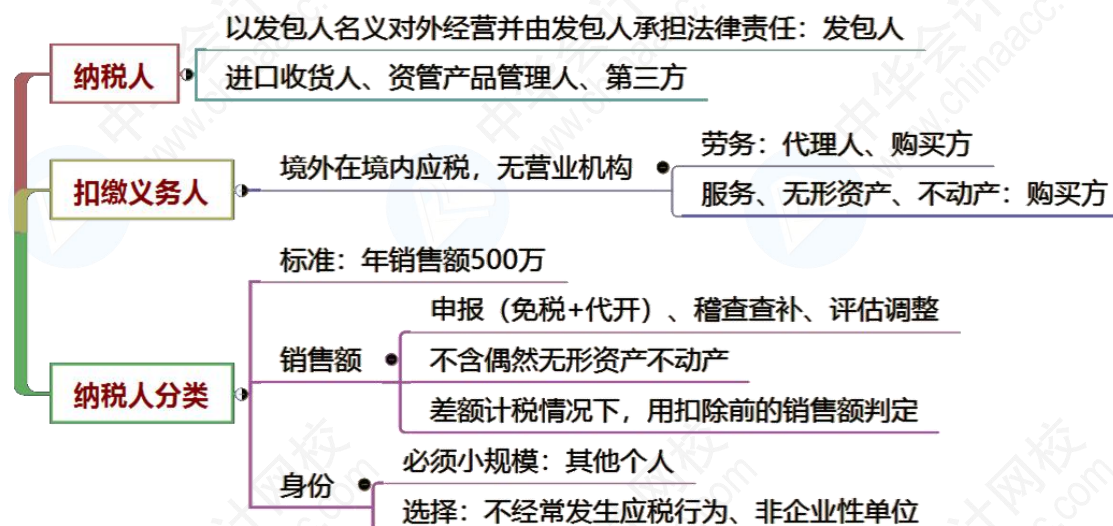 以发包人名义对外经营并由发包人承担法律责任：发包人
纳税人
进口收货人、资管产品管理人、第三方
劳务：代理人、购买方
境外在境内应税，无营业机构
扣缴义务人
服务、无形资产、不动产：购买方
标准：年销售额500万
申报（免税+代开）、稽查查补、评估调整
销售额
不含偶然无形资产不动产
纳税人分类
差额计税情况下，用扣除前的销售额判定
必须小规模：其他个人
身份
选择：不经常发生应税行为、非企业性单位